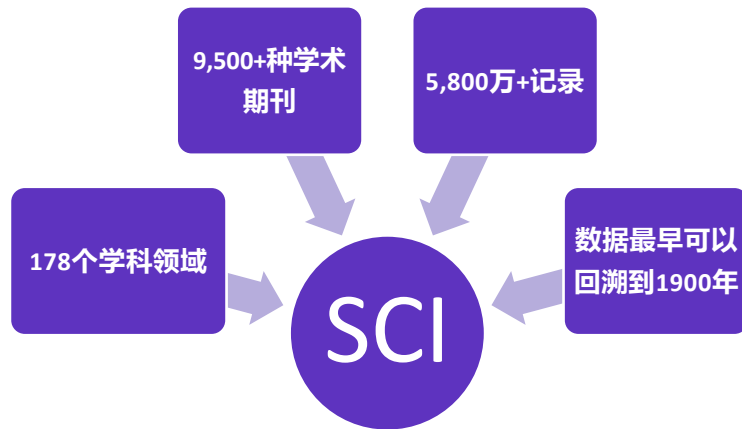 9,500+种学术
期刊
5,800万+记录
178个学科领域
数据最早可以
回溯到1900年
SCI